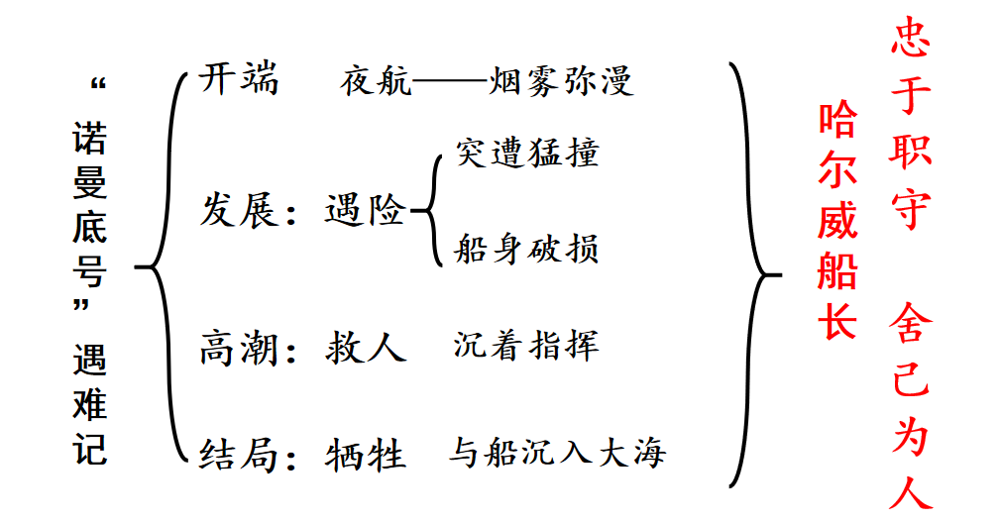 “诺曼底号”遇难记
开端 夜航——烟雾弥漫
发展：遇险
突遭猛撞
船身破损
高潮：救人 沉着指挥
结局：牺牲 与船沉入大海
哈尔威船长
忠于职守 舍己为人